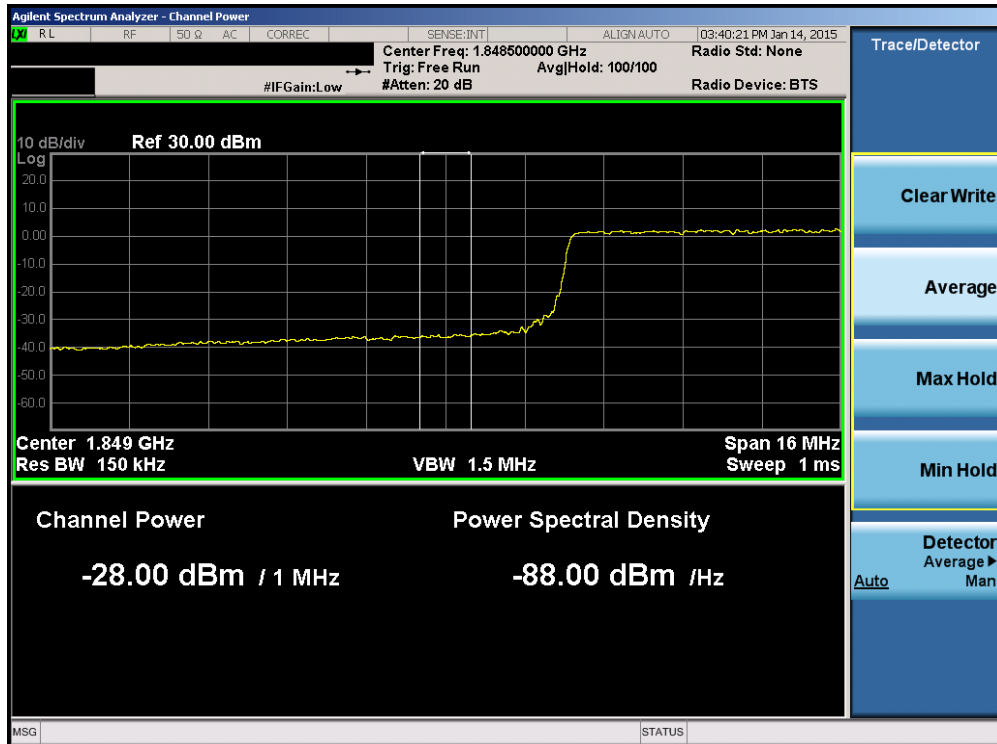 Agilent Spectrum Analyzer - Channel Power
LXI RL RF 50 Ω AC CORREC SENSE:INT ALIGN AUTO 03:40:21 PM Jan 14, 2015
Center Freq: 1.848500000 GHz Radio Std: None
Trig: Free Run Avg|Hold: 100/100
#IFGain:Low #Atten: 20 dB Radio Device: BTS
10 dB/div Ref 30.00 dBm
Log
20.0
10.0
0.00
-10.0
-20.0
-30.0
-40.0
-50.0
-60.0
Center 1.849 GHz Span 16 MHz
Res BW 150 kHz VBW 1.5 MHz Sweep 1 ms
Channel Power Power Spectral Density
-28.00 dBm / 1 MHz -88.00 dBm /Hz
MSG STATUS
Trace/Detector
Clear Write
Average
Max Hold
Min Hold
Detector
Average
Auto Man